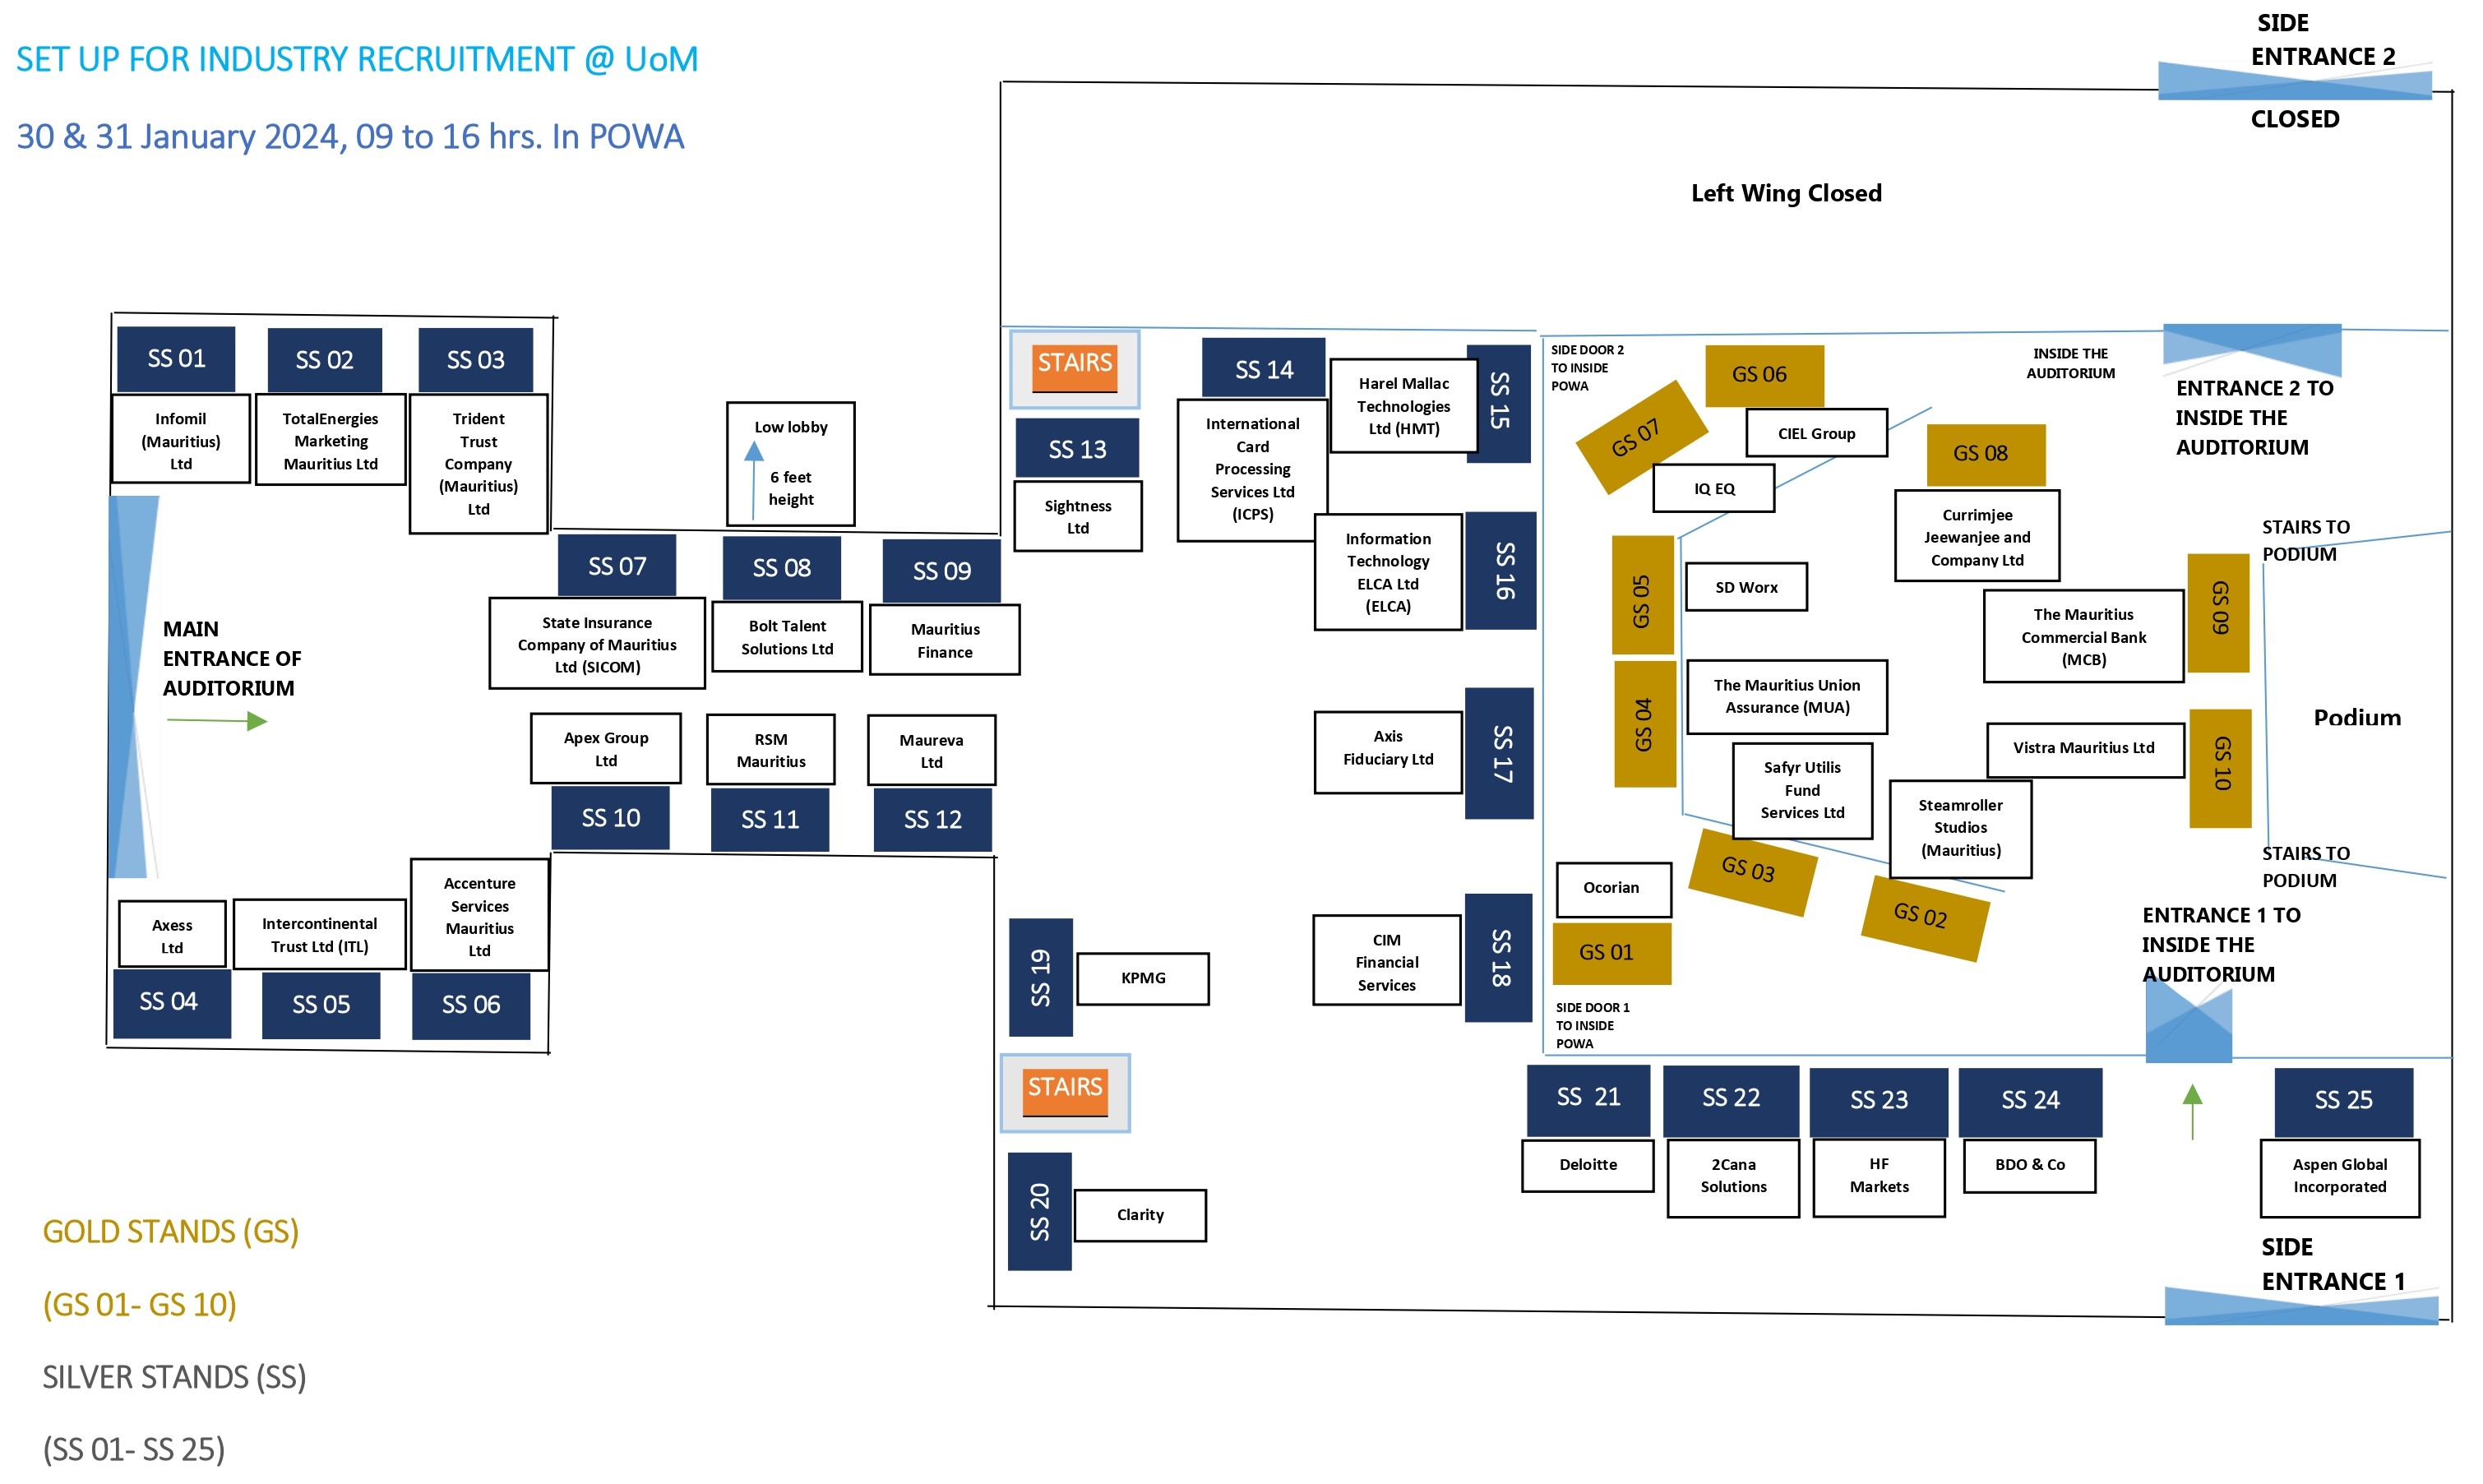 SET UP FOR INDUSTRY RECRUITMENT @ UoM
30 & 31 January 2024, 09 to 16 hrs. In POWA
SIDE
ENTRANCE 2
CLOSED
Left Wing Closed
SS 01
Infomil
(Mauritius)
Ltd
SS 02
TotalEnergies
Marketing
Mauritius Ltd
SS 03
Trident
Trust
Company
(Mauritius)
Ltd
MAIN
ENTRANCE OF
AUDITORIUM
Axess
Ltd
SS 04
Intercontinental
Trust Ltd (ITL)
SS 05
Accenture
Services
Mauritius
Ltd
SS 06
Low lobby
6 feet
height
SS 07
State Insurance
Company of Mauritius
Ltd (SICOM)
SS 08
Bolt Talent
Solutions Ltd
SS 09
Mauritius
Finance
Apex Group
Ltd
SS 10
RSM
Mauritius
SS 11
Maureva
Ltd
SS 12
STAIRS
SS 13
Sightness
Ltd
SS 14
International
Card
Processing
Services Ltd
(ICPS)
Harel Mallac
Technologies
Ltd (HMT)
SS 15
Information
Technology
ELCA Ltd
(ELCA)
SS 16
Axis
Fiduciary Ltd
SS 17
CIM
Financial
Services
SS 18
SS 19
KPMG
STAIRS
SS 20
Clarity
SIDE DOOR 2
TO INSIDE
POWA
GS 06
CIEL Group
GS 07
IQ EQ
INSIDE THE
AUDITORIUM
ENTRANCE 2 TO
INSIDE THE
AUDITORIUM
GS 08
Currimjee
Jeewanjee and
Company Ltd
GS 05
SD Worx
GS 04
The Mauritius Union
Assurance (MUA)
STAIRS TO
PODIUM
The Mauritius
Commercial Bank
(MCB)
GS 09
Vistra Mauritius Ltd
GS 10
Podium
Safyr Utilis
Fund
Services Ltd
GS 03
Steamroller
Studios
(Mauritius)
GS 02
STAIRS TO
PODIUM
Ocorian
GS 01
SIDE DOOR 1
TO INSIDE
POWA
ENTRANCE 1 TO
INSIDE THE
AUDITORIUM
SS 21
Deloitte
SS 22
2Cana
Solutions
SS 23
HF
Markets
SS 24
BDO & Co
SS 25
Aspen Global
Incorporated
SIDE
ENTRANCE 1
GOLD STANDS (GS)
(GS 01- GS 10)
SILVER STANDS (SS)
(SS 01- SS 25)